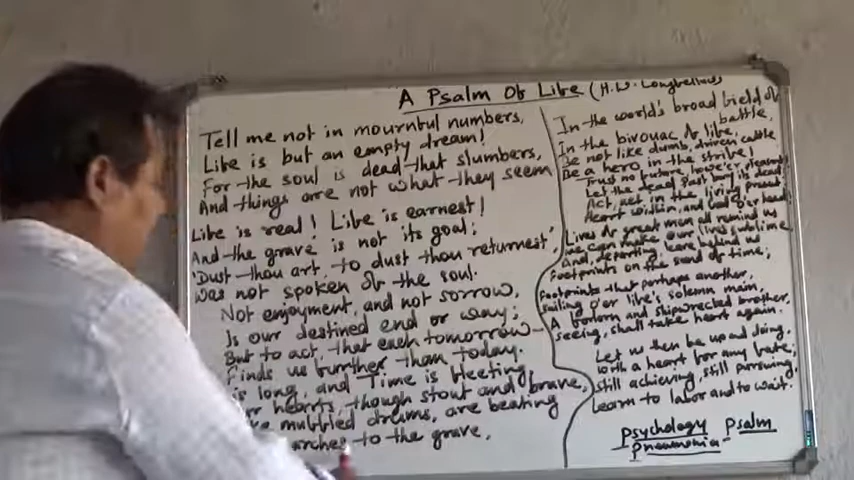 A Psalm Of Life (H.W. Longfellow)
Tell me not in mournful numbers,
Life is but an empty dream!
For the soul is dead that slumbers,
And things are not what they seem
Life is real! Life is earnest!
And the grave is not its goal;
'Dust thou art, to dust thou returnest',
Was not spoken of the soul.
Not enjoyment, and not sorrow,
Is our destined end or way;
But to act, that each tomorrow
Finds us further than today.
is long, and Time is fleeting
hearts, though stout and brave,
muffled drums, are beating
arches to the grave,
In the world's broad field of
battle,
In the bivouac of life,
Be not like dumb, driven cattle
Be a hero in the strife!
Trust no future, howe'er pleasant
Let the dead Past bury its dead
Act, act in the living present
Heart within, and God o'er head!
Lives of great men all remind us
We can make our lives sublime
And, departing, leave behind us
Footprints on the sand of time;
Footprints that perhaps another,
sailing o'er life's solemn main,
A forlorn and shipwrecked brother,
seeing, shall take heart again.
Let us then be up and doing,
With a heart for any fate;
still achieving, still pursuing,
Learn to labor and to wait.
Psychology Psalm
Pneumonia